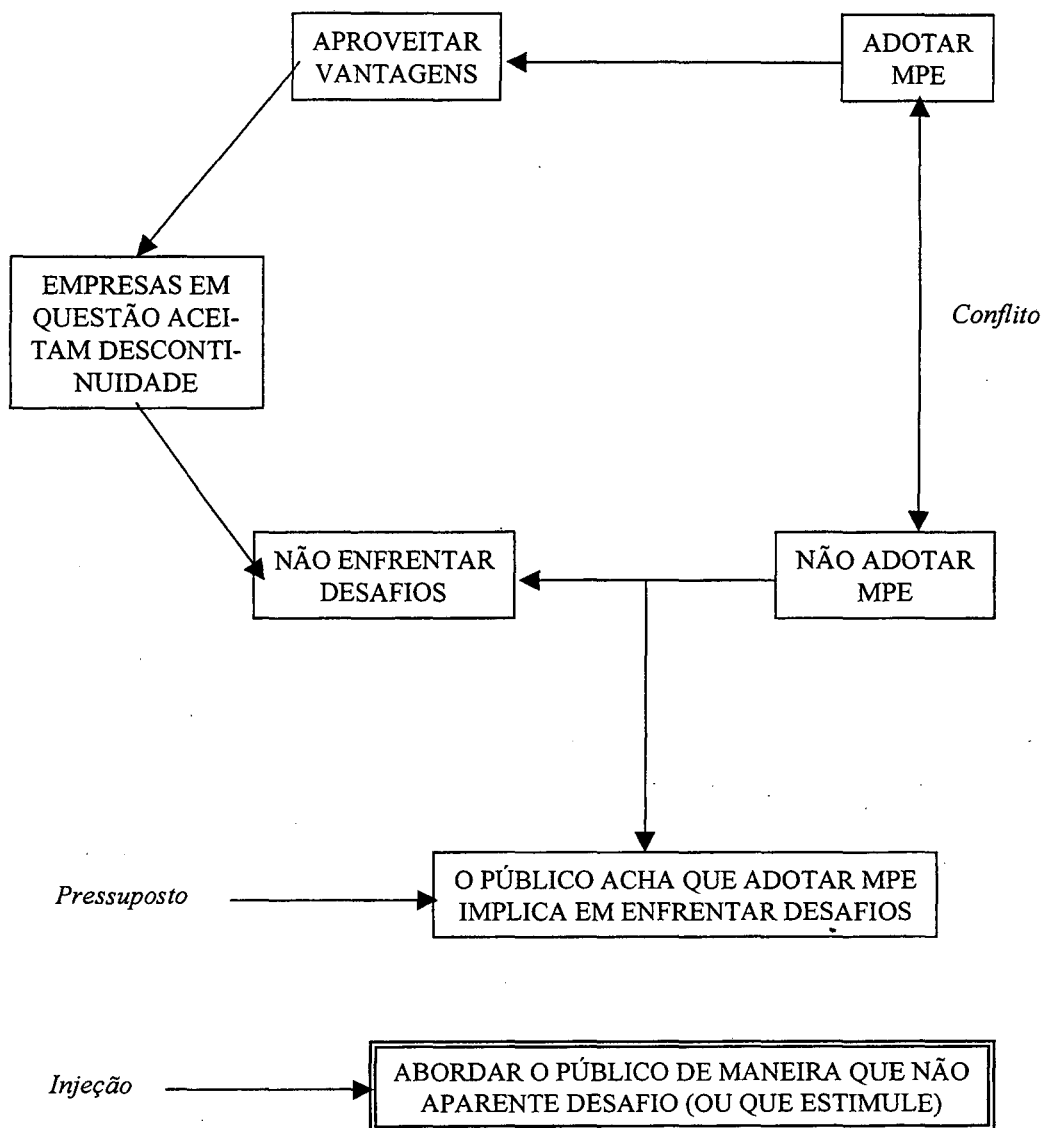 APROVEITAR
VANTAGENS
ADOTAR
MPE
EMPRESAS EM
QUESTÃO ACEI-
TAM DESCONTI-
NUIDADE
Conflito
NÃO ENFRENTAR
DESAFIOS
NÃO ADOTAR
MPE
Pressuposto
O PÚBLICO ACHA QUE ADOTAR MPE
IMPLICA EM ENFRENTAR DESAFIOS
Injeção
ABORDAR O PÚBLICO DE MANEIRA QUE NÃO
APARENTE DESAFIO (OU QUE ESTIMULE)